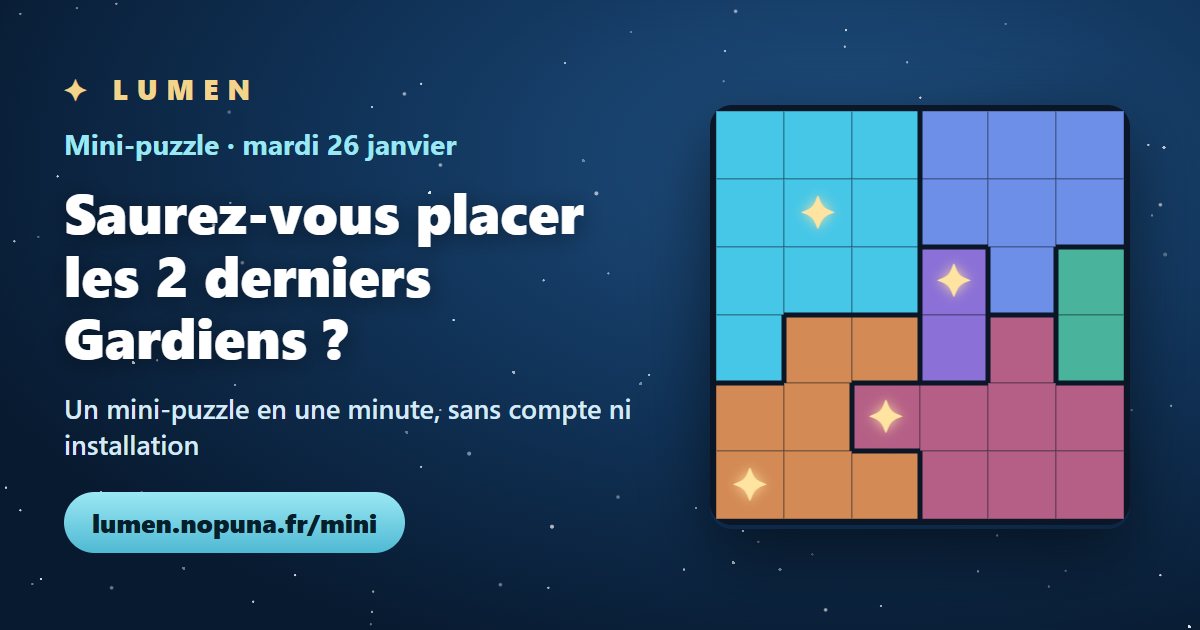 LUMEN
Mini-puzzle · mardi 26 janvier
Saurez-vous placer
les 2 derniers
Gardiens ?
Un mini-puzzle en une minute, sans compte ni
installation
lumen.nopuna.fr/mini